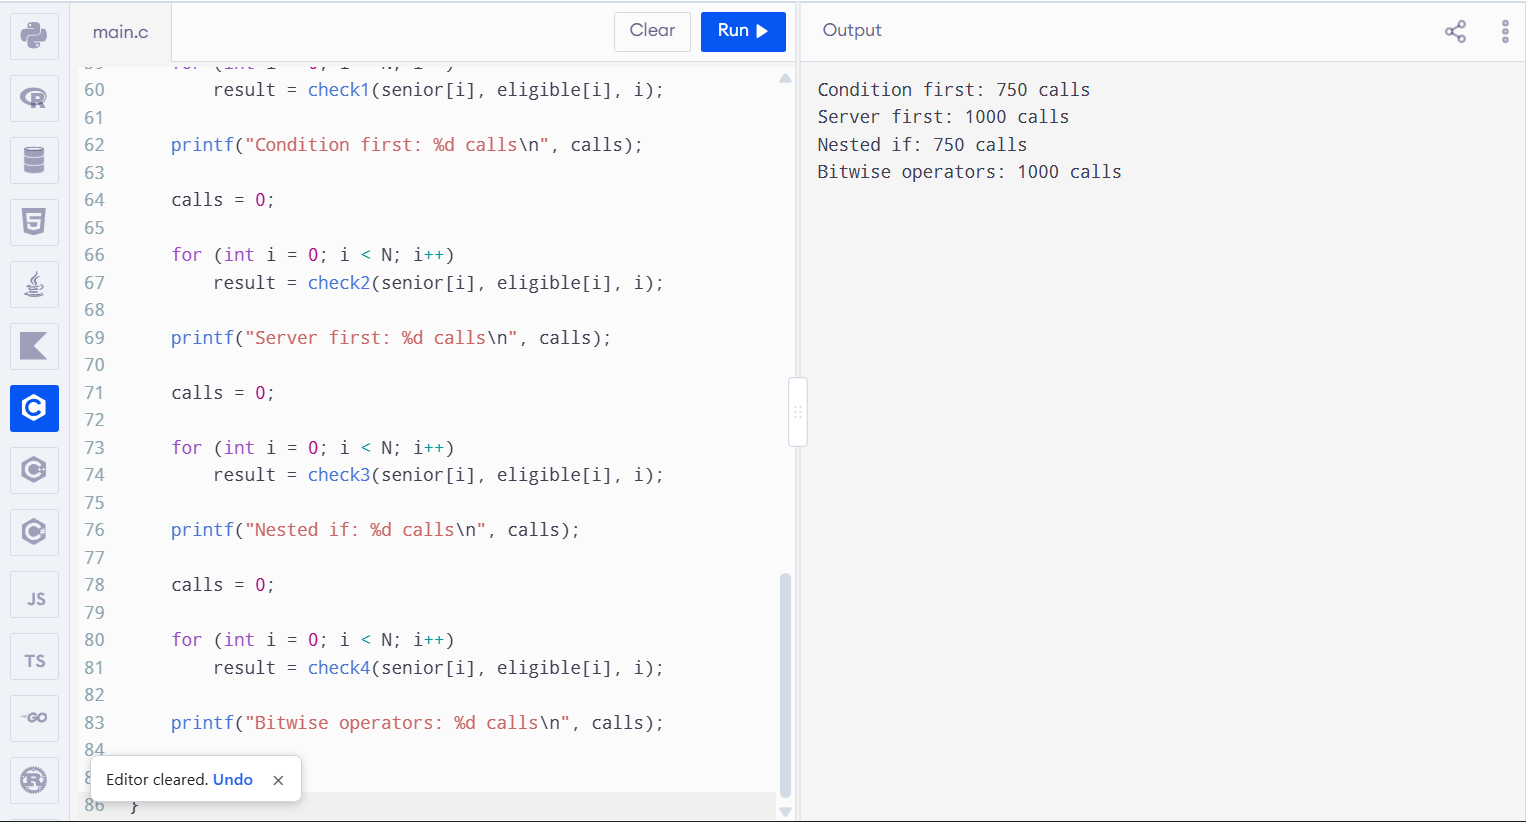 main.c
Clear
Run
Output
60 result = check1(senior[i], eligible[i], i);
61
62 printf("Condition first: %d calls\n", calls);
63
64 calls = 0;
65
66 for (int i = 0; i < N; i++)
67 result = check2(senior[i], eligible[i], i);
68
69 printf("Server first: %d calls\n", calls);
70
71 calls = 0;
72
73 for (int i = 0; i < N; i++)
74 result = check3(senior[i], eligible[i], i);
75
76 printf("Nested if: %d calls\n", calls);
77
78 calls = 0;
79
80 for (int i = 0; i < N; i++)
81 result = check4(senior[i], eligible[i], i);
82
83 printf("Bitwise operators: %d calls\n", calls);
84
86 }
Editor cleared. Undo
Condition first: 750 calls
Server first: 1000 calls
Nested if: 750 calls
Bitwise operators: 1000 calls
R
5
C
C
C
JS
TS
GO
R